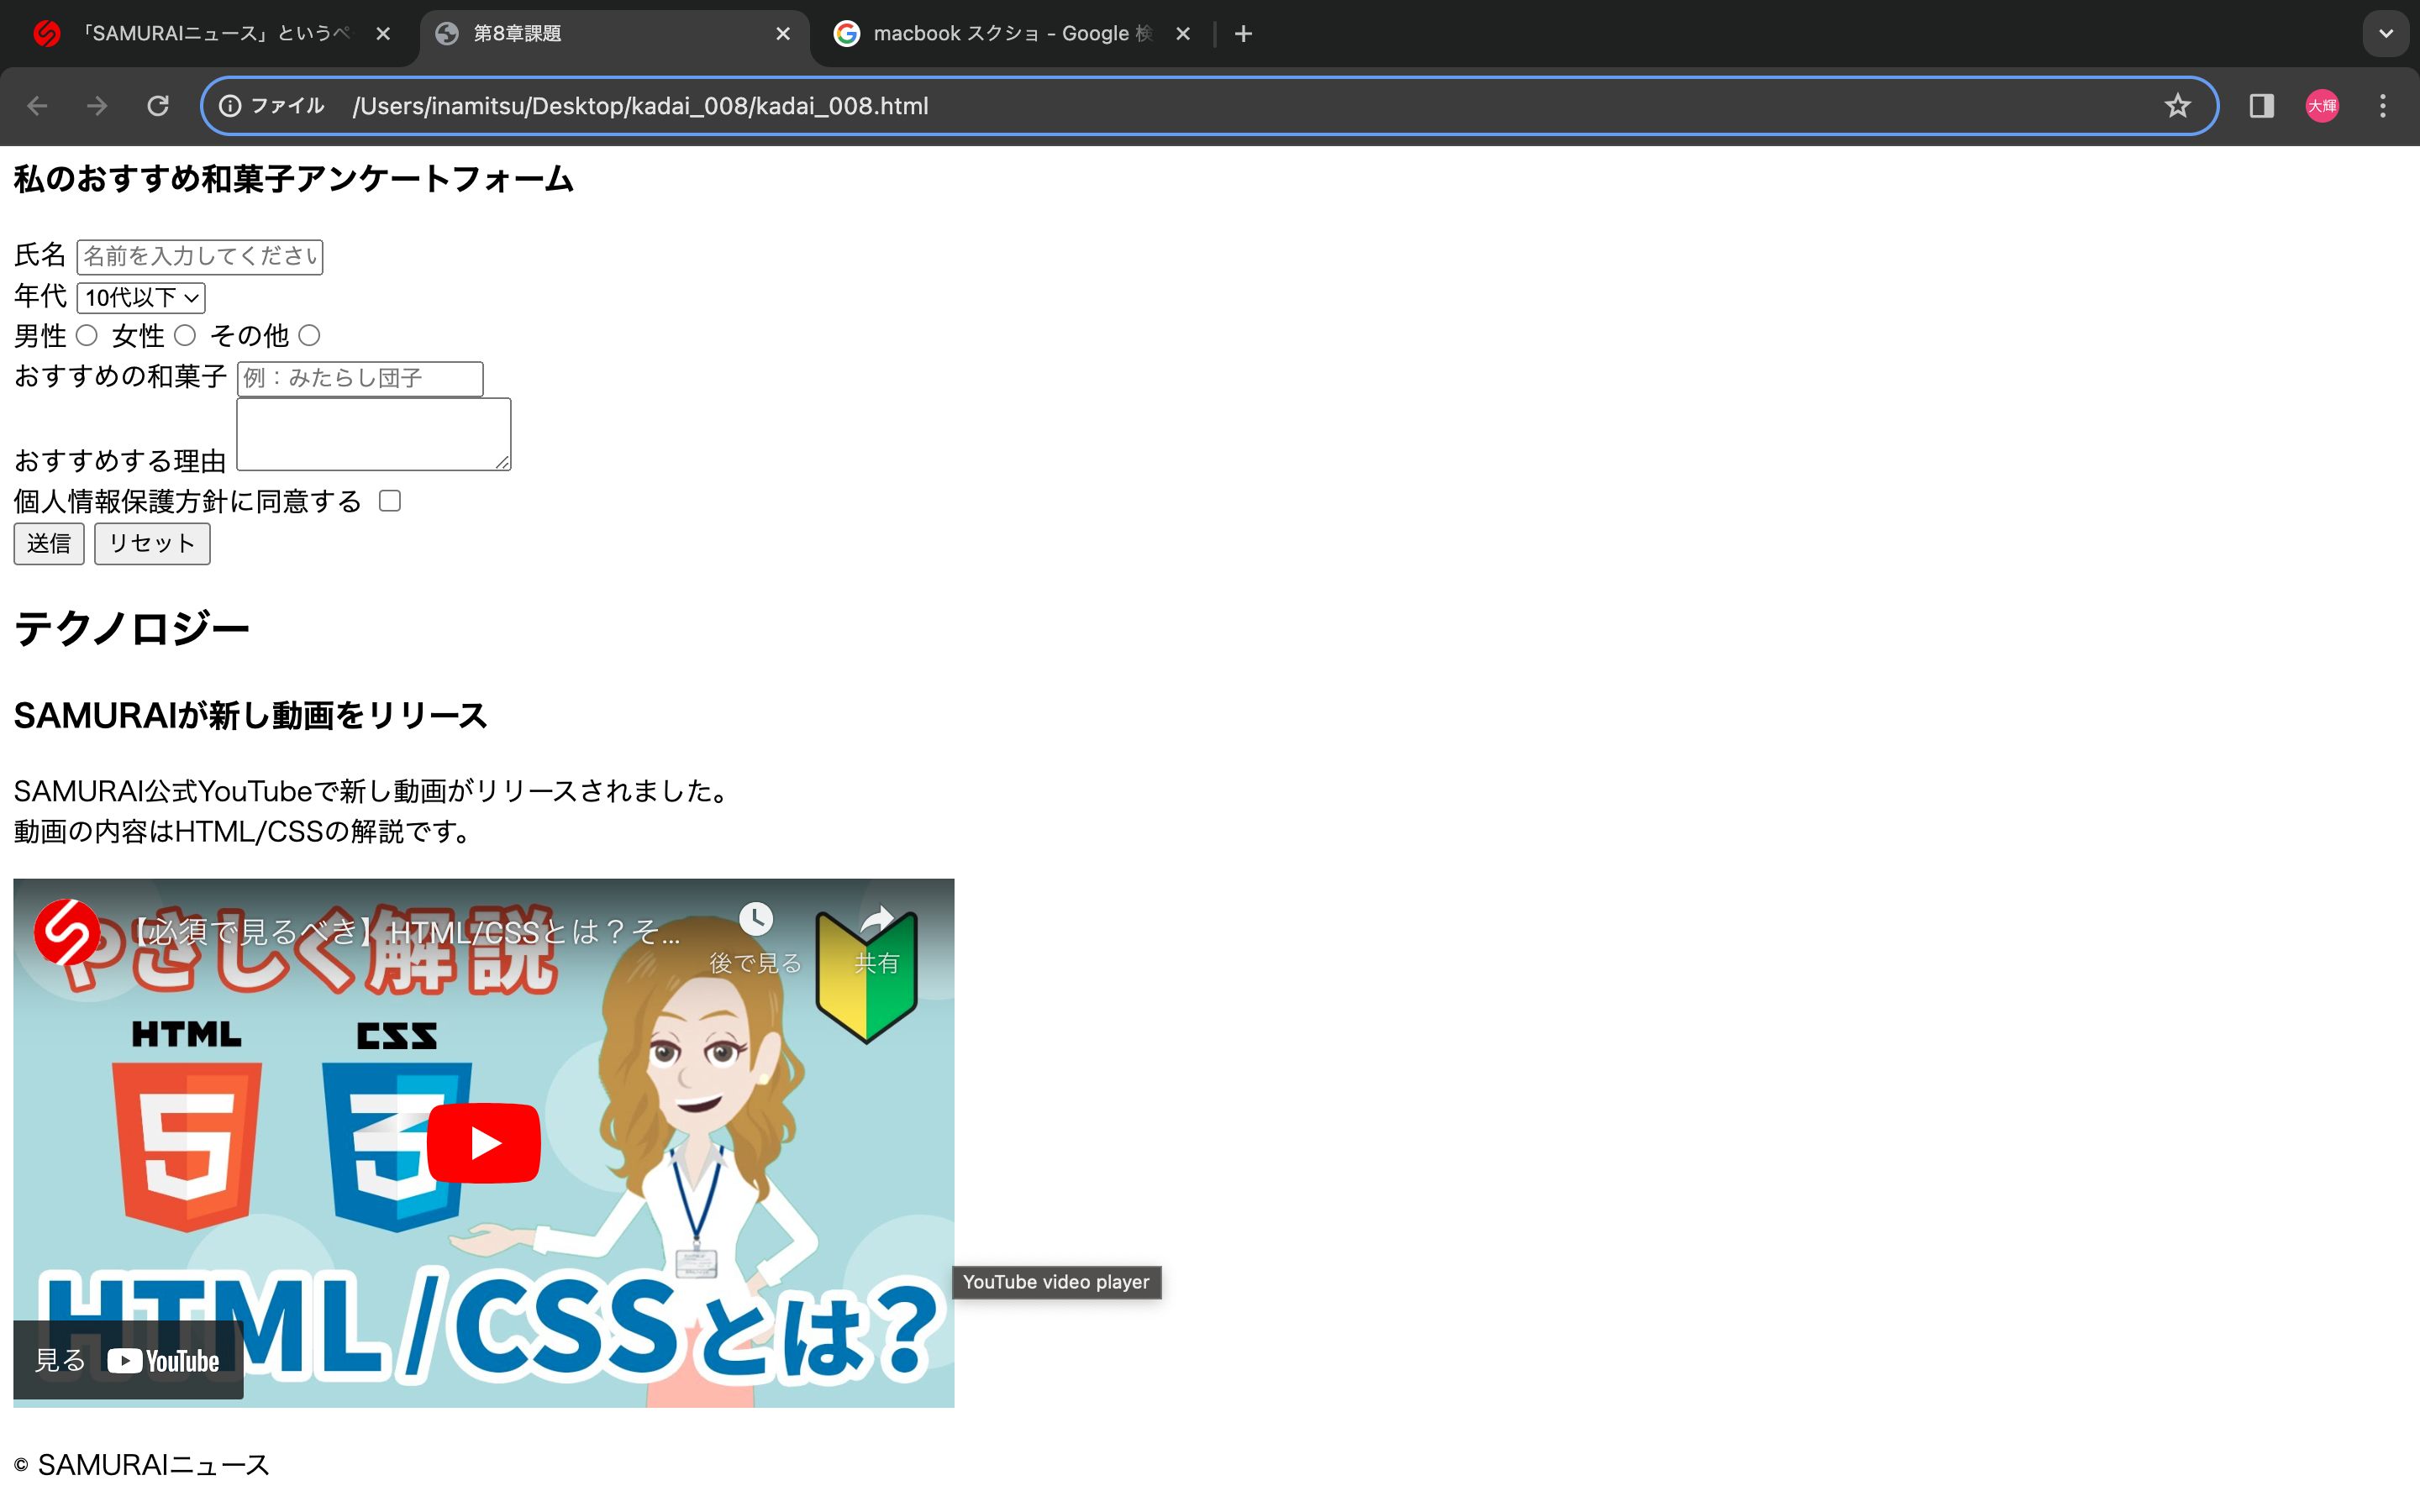 「SAMURAIニュース」というペ
第8章課題
macbook スクショ - Google 検
ファイル /Users/inamitsu/Desktop/kadai_008/kadai_008.html
大輝
私のおすすめ和菓子アンケートフォーム
氏名 名前を入力してください
年代 10代以下
男性 女性 その他
おすすめの和菓子 例：みたらし団子
おすすめする理由
個人情報保護方針に同意する
送信 リセット
テクノロジー
SAMURAIが新し動画をリリース
SAMURAI公式YouTubeで新し動画がリリースされました。
動画の内容はHTML/CSSの解説です。
【必須で見るべき】HTML/CSSとは？そ...
後で見る 共有
やさしく解説
HTML CSS
YouTube video player
HTML/CSSとは?
見る YouTube
© SAMURAIニュース